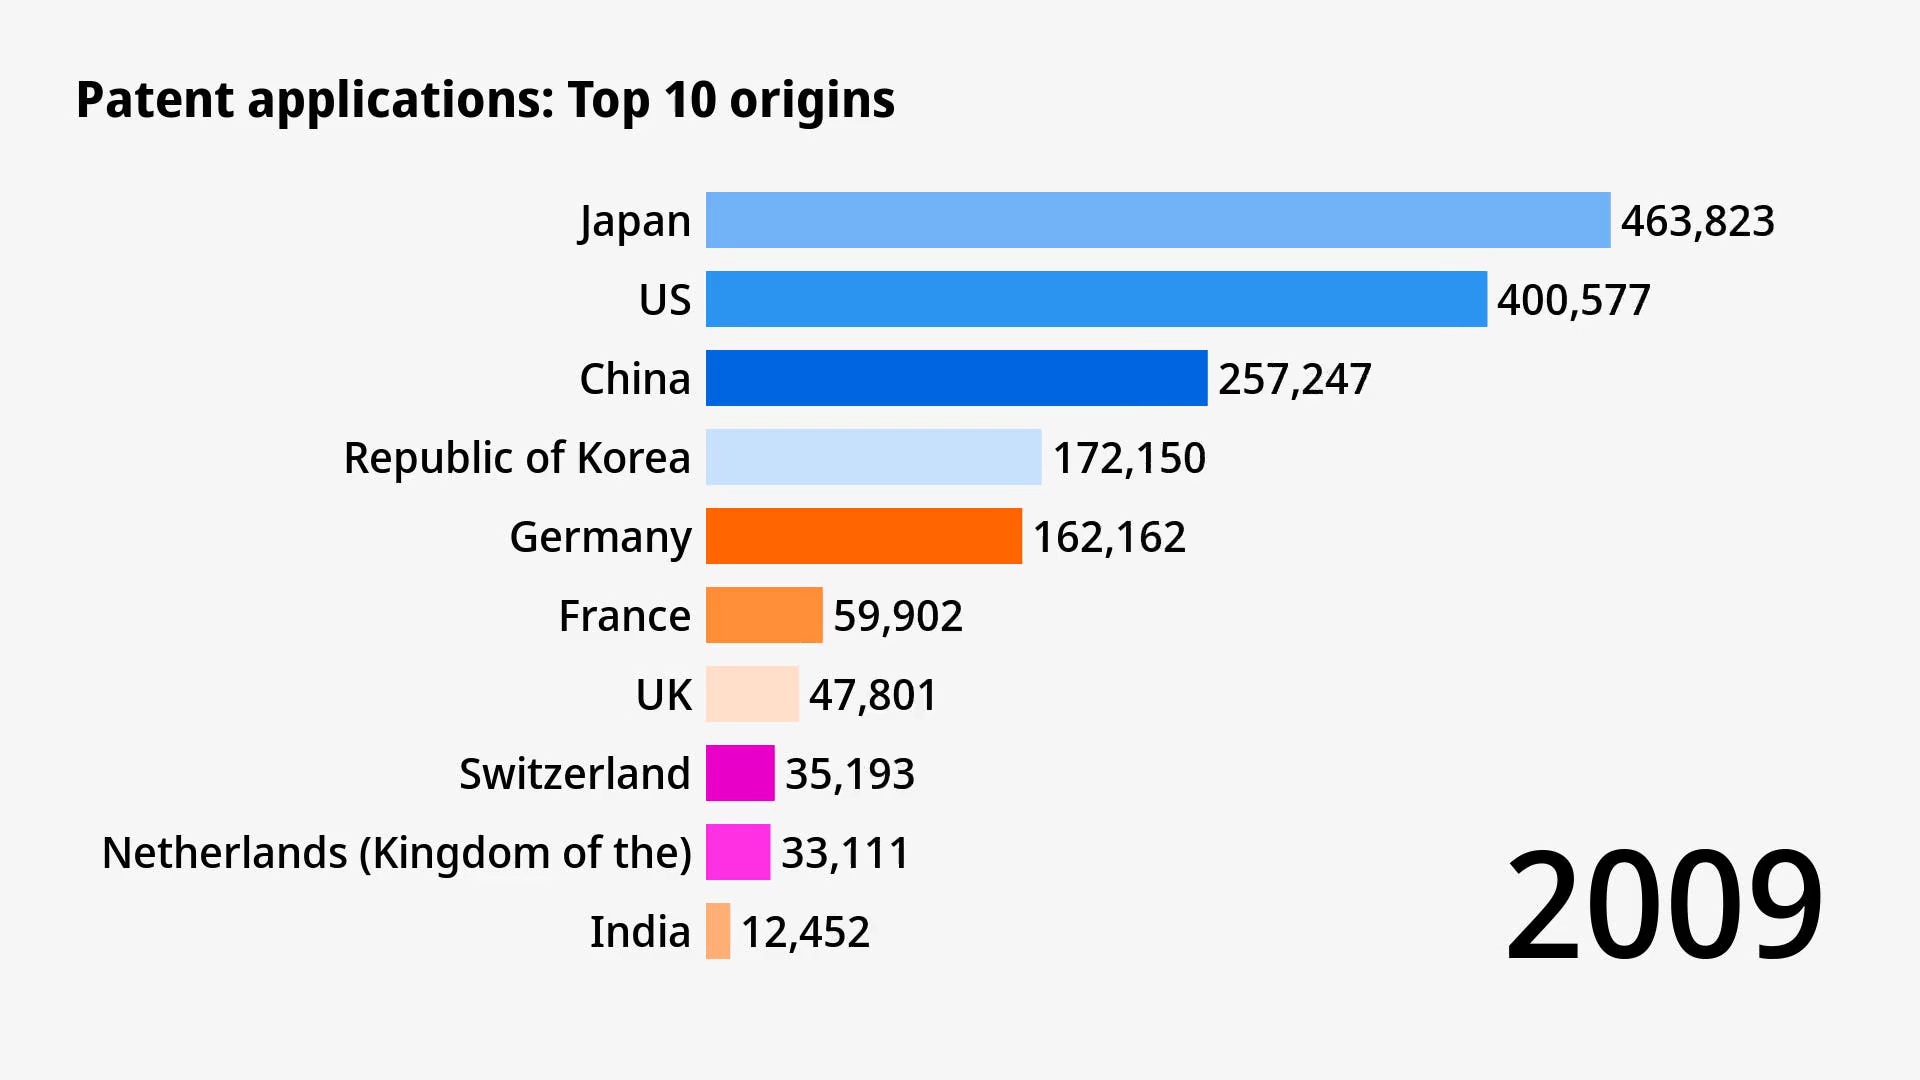 Patent applications: Top 10 origins
Japan 463,823
US 400,577
China 257,247
Republic of Korea 172,150
Germany 162,162
France 59,902
UK 47,801
Switzerland 35,193
Netherlands (Kingdom of the) 33,111
India 12,452
2009